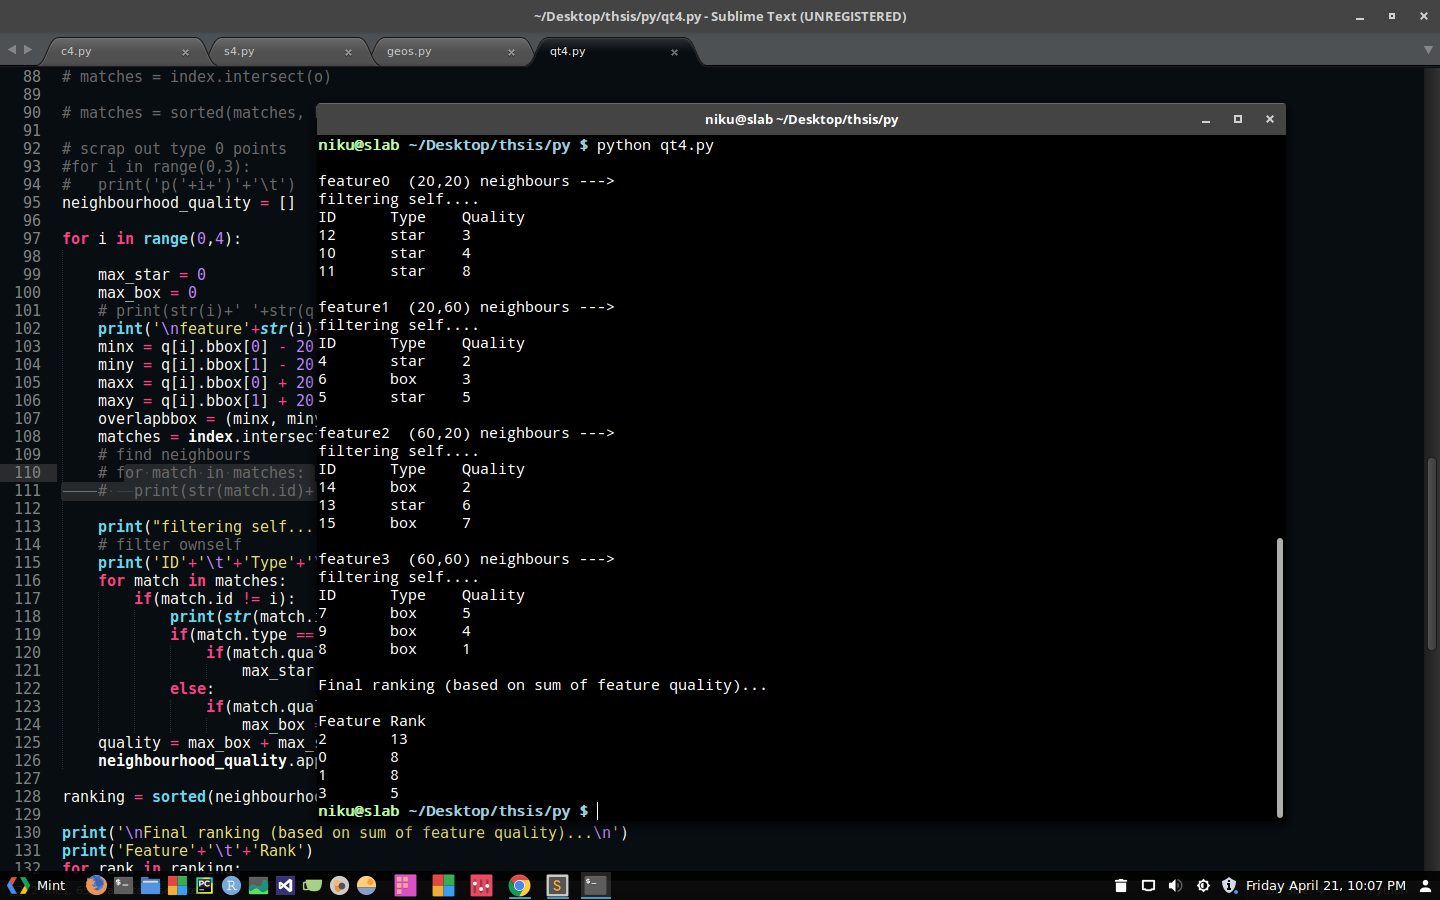 ~/Desktop/thsis/py/qt4.py - Sublime Text (UNREGISTERED)
c4.py
s4.py
geos.py
qt4.py
88 # matches = index.intersect(o)
89
90 # matches = sorted(matches,
91
92 # scrap out type 0 points
93 #for i in range(0,3):
94 #   print('p('+i+')'+'\t')
95 neighbourhood_quality = []
96
97 for i in range(0,4):
98
99     max_star = 0
100     max_box = 0
101     # print(str(i)+' '+str(q
102     print('\nfeature'+str(i)
103     minx = q[i].bbox[0] - 20
104     miny = q[i].bbox[1] - 20
105     maxx = q[i].bbox[0] + 20
106     maxy = q[i].bbox[1] + 20
107     overlapbbox = (minx, miny
108     matches = index.intersect
109     # find neighbours
110     # for match in matches:
111     #   print(str(match.id)+
112
113     print("filtering self...
114     # filter ownself
115     print('ID'+'\t'+'Type'+'
116     for match in matches:
117         if(match.id != i):
118             print(str(match.
119             if(match.type ==
120                 if(match.qua
121                     max_star
122             else:
123                 if(match.qua
124                     max_box
125     quality = max_box + max_
126     neighbourhood_quality.app
127
128 ranking = sorted(neighbourhoo
129
130 print('\nFinal ranking (based on sum of feature quality)...\n')
131 print('Feature'+'\t'+'Rank')
132 for rank in ranking:
niku@slab ~/Desktop/thsis/py
niku@slab ~/Desktop/thsis/py $ python qt4.py
feature0  (20,20) neighbours --->
filtering self....
ID      Type    Quality
12      star    3
10      star    4
11      star    8
feature1  (20,60) neighbours --->
filtering self....
ID      Type    Quality
4       star    2
6       box     3
5       star    5
feature2  (60,20) neighbours --->
filtering self....
ID      Type    Quality
14      box     2
13      star    6
15      box     7
feature3  (60,60) neighbours --->
filtering self....
ID      Type    Quality
7       box     5
9       box     4
8       box     1
Final ranking (based on sum of feature quality)...
Feature Rank
2       13
0       8
1       8
3       5
niku@slab ~/Desktop/thsis/py $
Mint
Friday April 21, 10:07 PM